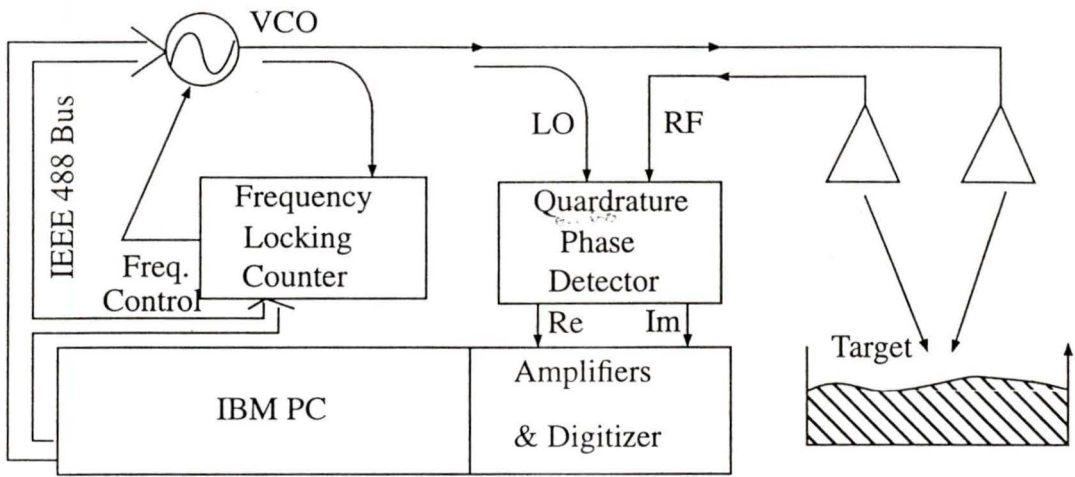 VCO
IEEE 488 Bus
LO
RF
Frequency
Locking
Counter
Quardrature
Phase
Detector
Freq.
Control
Re
Im
Target
IBM PC
Amplifiers
& Digitizer